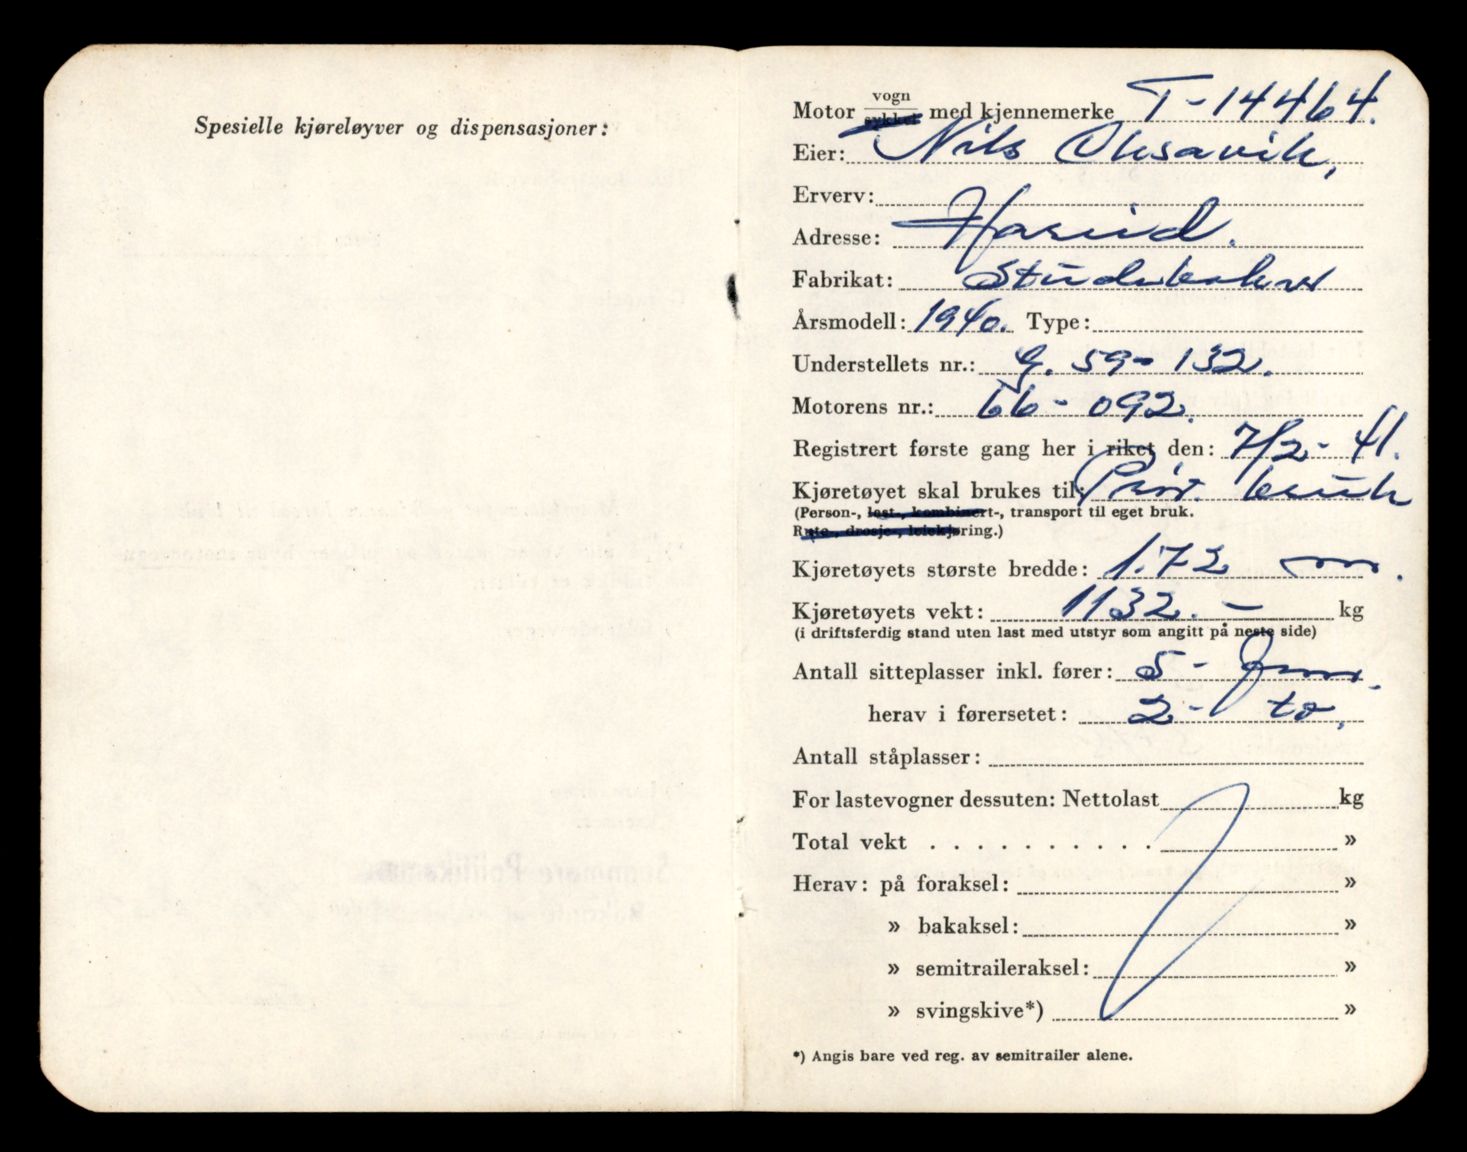 Spesielle kjøreløyver og dispensasjoner:
Motor vogn sykkel med kjennemerke T-14464.
Eier: Nils Oksavik,
Erverv:
Adresse: Hareid.
Fabrikat: Studebaker
Årsmodell: 1940. Type:
Understellets nr.: G. 59-132.
Motorens nr.: 66-092.
Registrert første gang her i riket den: 7/2-41.
Kjøretøyet skal brukes til: Priv. bruk
(Person-, last-, kombinert-, transport til eget bruk.
Rute-, drosje-, leiekjøring.)
Kjøretøyets største bredde: 1.72 m.
Kjøretøyets vekt: 1132.- kg
(i driftsferdig stand uten last med utstyr som angitt på neste side)
Antall sitteplasser inkl. fører: 5- fem.
herav i førersetet: 2- to.
Antall ståplasser:
For lastevogner dessuten: Nettolast kg
Total vekt . . . . . . . . . . »
Herav: på foraksel: »
» bakaksel: »
» semitraileraksel: »
» svingskive*) »
*) Angis bare ved reg. av semitrailer alene.